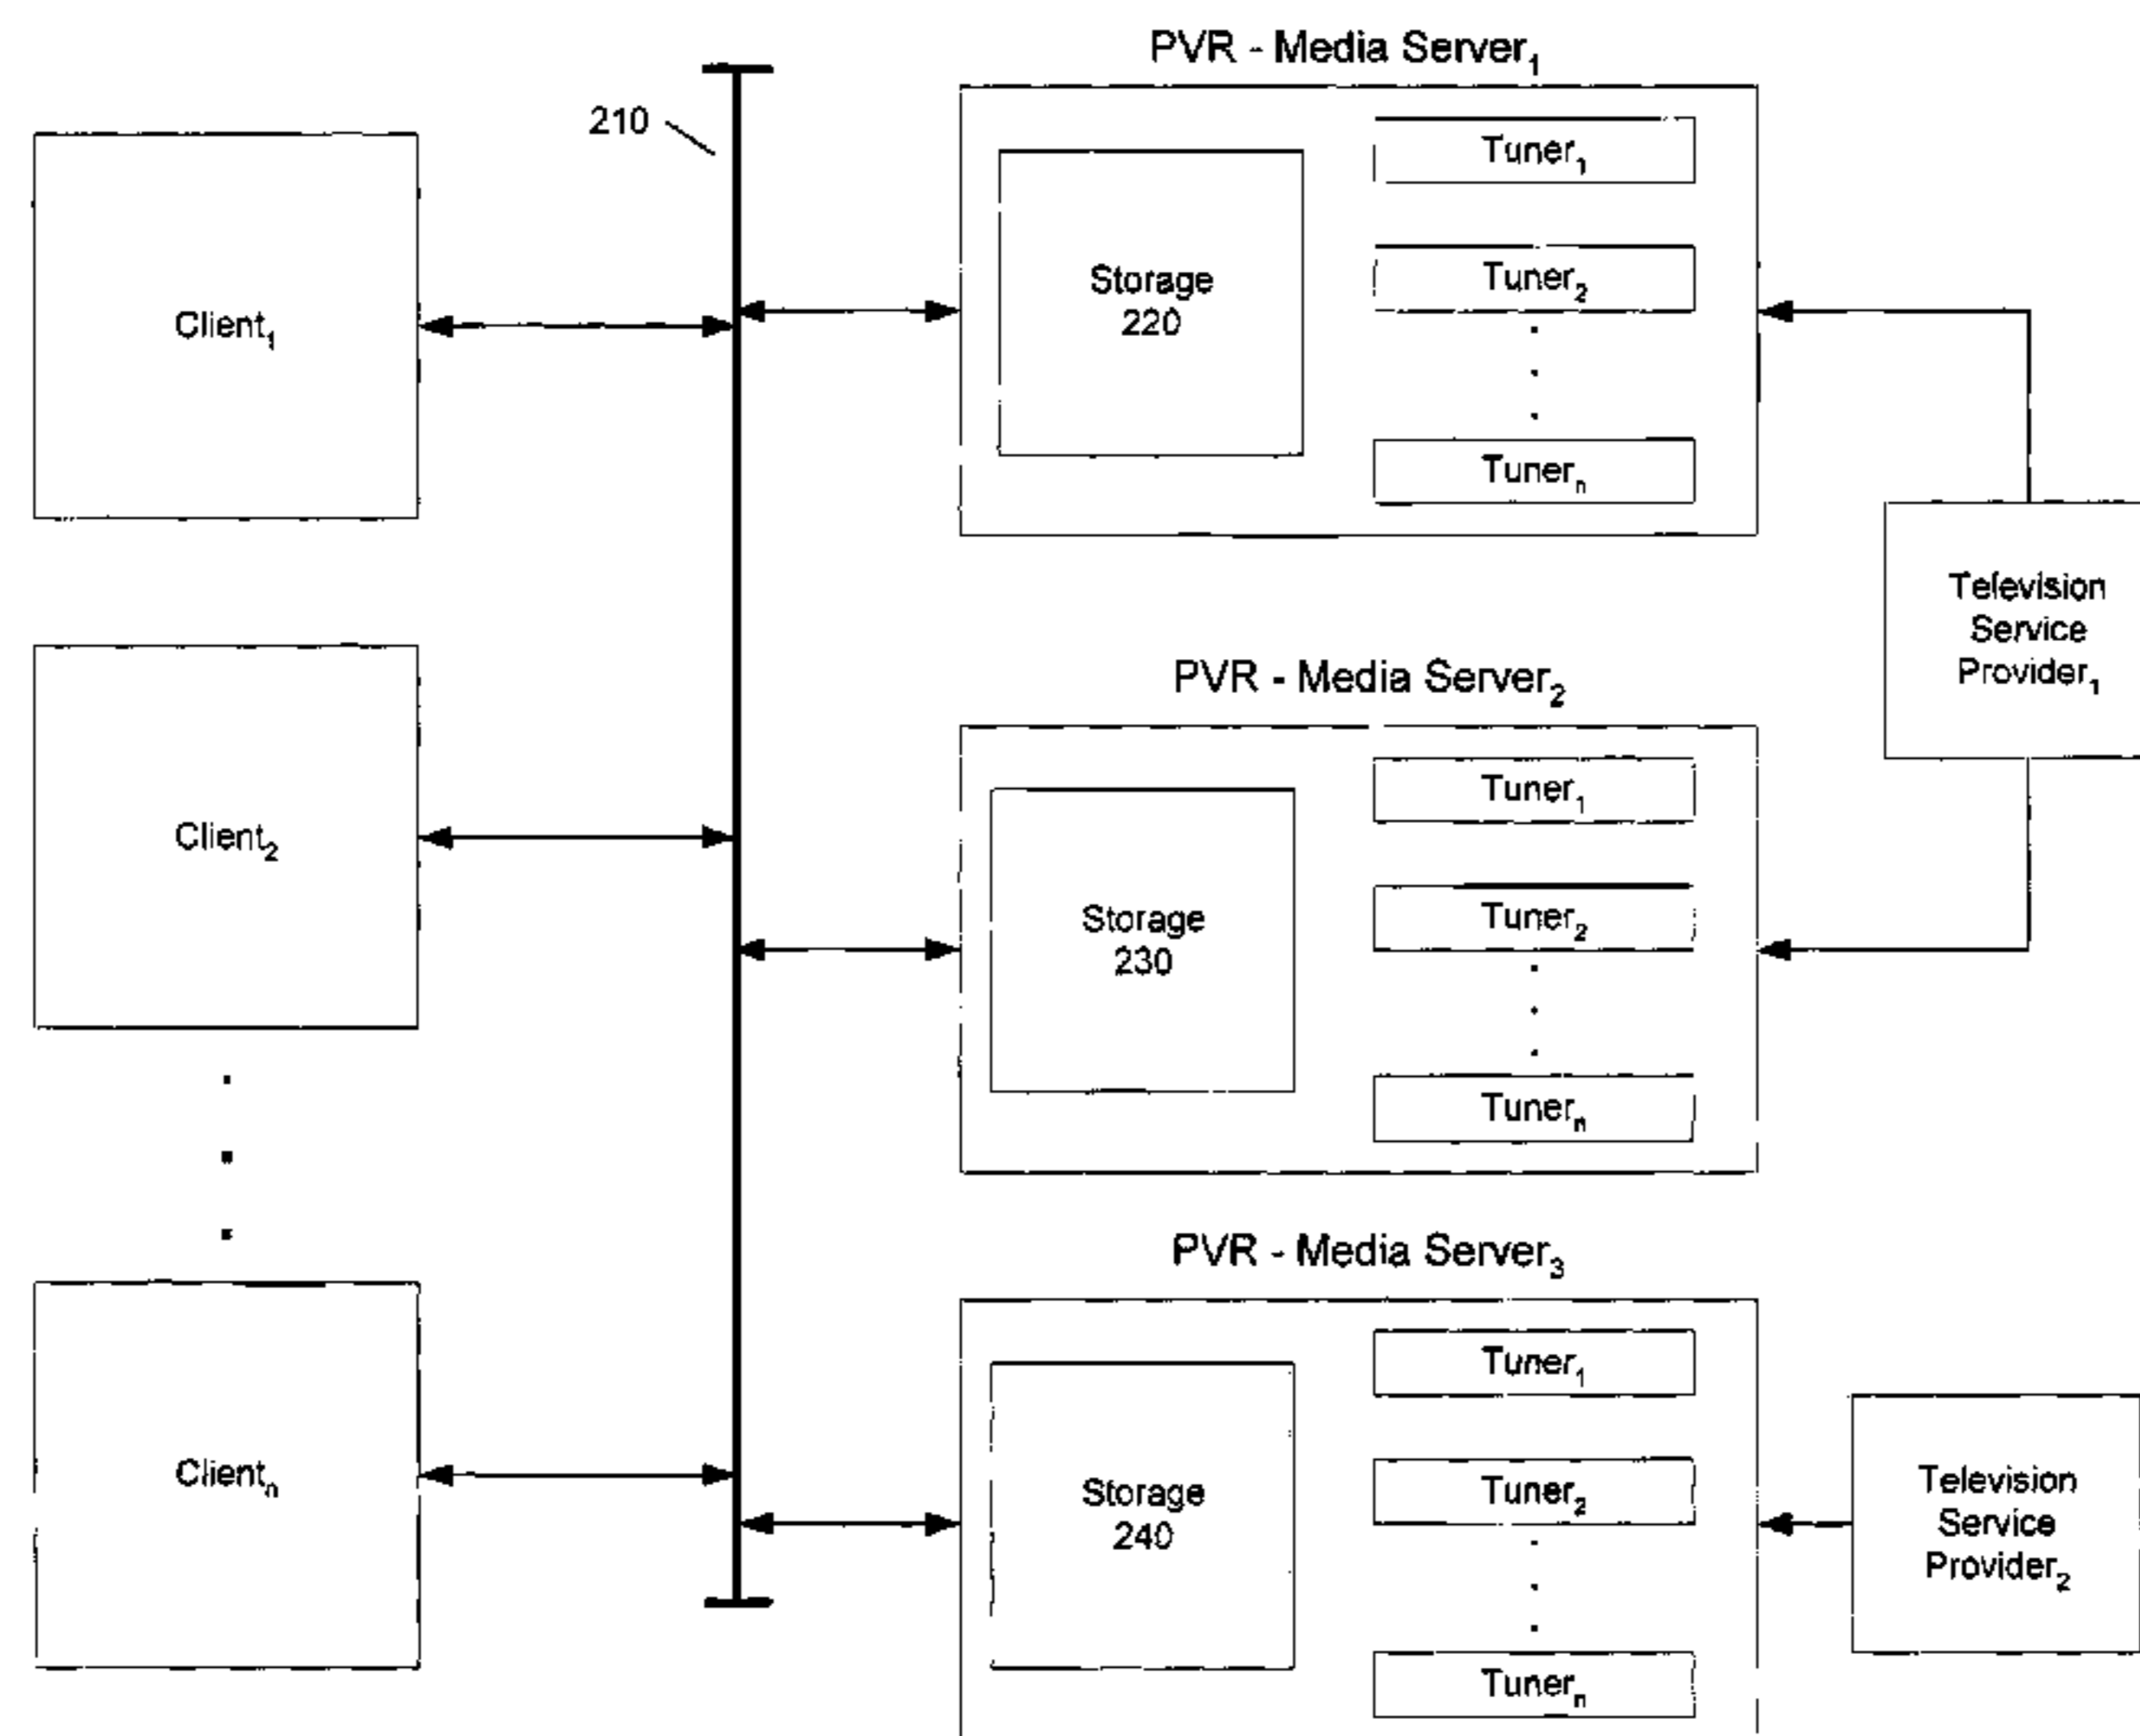 PVR - Media Server₁
210
Client₁
Storage
220
Tuner₁
Tuner₂
Tunerₙ
Television
Service
Provider₁
PVR - Media Server₂
Client₂
Storage
230
Tuner₁
Tuner₂
Tunerₙ
PVR - Media Server₃
Clientₙ
Storage
240
Tuner₁
Tuner₂
Tunerₙ
Television
Service
Provider₂